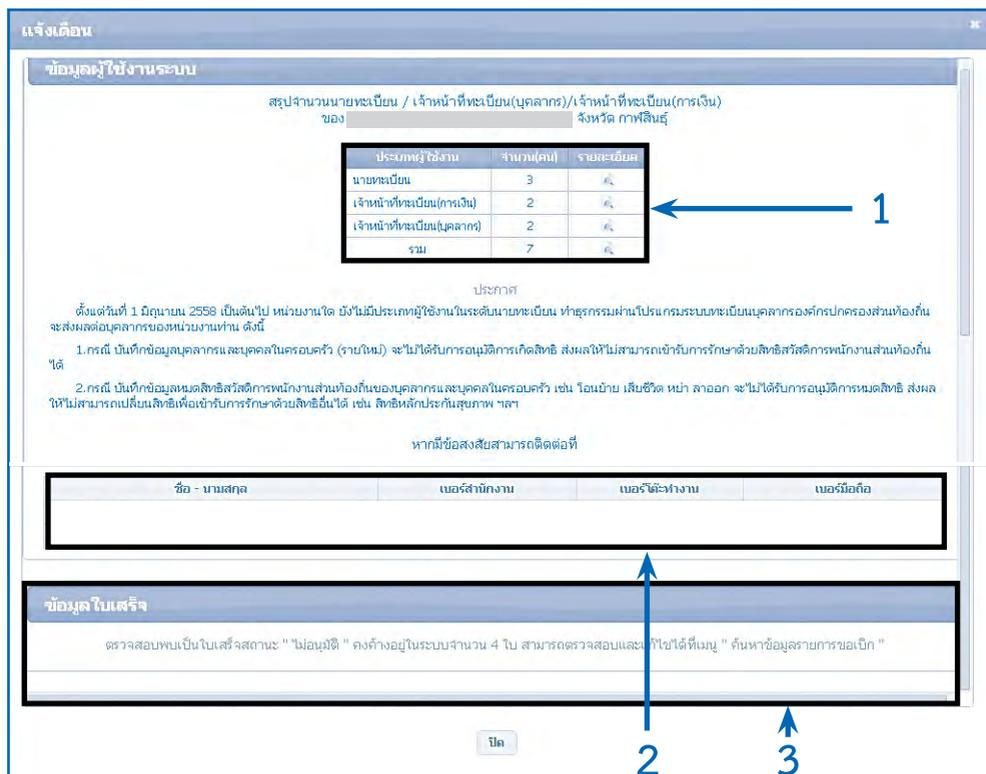 แจ้งเตือน
ข้อมูลผู้ใช้งานระบบ
สรุปจำนวนนายทะเบียน / เจ้าหน้าที่ทะเบียน(บุคลากร)/เจ้าหน้าที่ทะเบียน(การเงิน)
ของ จังหวัด กาฬสินธุ์
ประเภทผู้ใช้งาน จำนวน(คน) รายละเอียด
นายทะเบียน 3
เจ้าหน้าที่ทะเบียน(การเงิน) 2
เจ้าหน้าที่ทะเบียน(บุคลากร) 2
รวม 7
1
ประกาศ
ตั้งแต่วันที่ 1 มิถุนายน 2558 เป็นต้นไป หน่วยงานใด ยังไม่มีประเภทผู้ใช้งานในระดับนายทะเบียน ทำธุรกรรมผ่านโปรแกรมระบบทะเบียนบุคลากรองค์กรปกครองส่วนท้องถิ่น
จะส่งผลต่อบุคลากรของหน่วยงานท่าน ดังนี้
1.กรณี บันทึกข้อมูลบุคลากรและบุคคลในครอบครัว (รายใหม่) จะไม่ได้รับการอนุมัติการเกิดสิทธิ ส่งผลให้ไม่สามารถเข้ารับการรักษาด้วยสิทธิสวัสดิการพนักงานส่วนท้องถิ่น
ได้
2.กรณี บันทึกข้อมูลหมดสิทธิสวัสดิการพนักงานส่วนท้องถิ่นของบุคลากรและบุคคลในครอบครัว เช่น โอนย้าย เสียชีวิต หย่า ลาออก จะไม่ได้รับการอนุมัติการหมดสิทธิ ส่งผล
ให้ไม่สามารถเปลี่ยนสิทธิเพื่อเข้ารับการรักษาด้วยสิทธิอื่นได้ เช่น สิทธิหลักประกันสุขภาพ ฯลฯ
หากมีข้อสงสัยสามารถติดต่อที่
ชื่อ - นามสกุล เบอร์สำนักงาน เบอร์โต๊ะทำงาน เบอร์มือถือ
ข้อมูลใบเสร็จ
ตรวจสอบพบเป็นใบเสร็จสถานะ " ไม่อนุมัติ " คงค้างอยู่ในระบบจำนวน 4 ใบ สามารถตรวจสอบและแก้ไขได้ที่เมนู " ค้นหาข้อมูลรายการขอเบิก "
ปิด
2
3